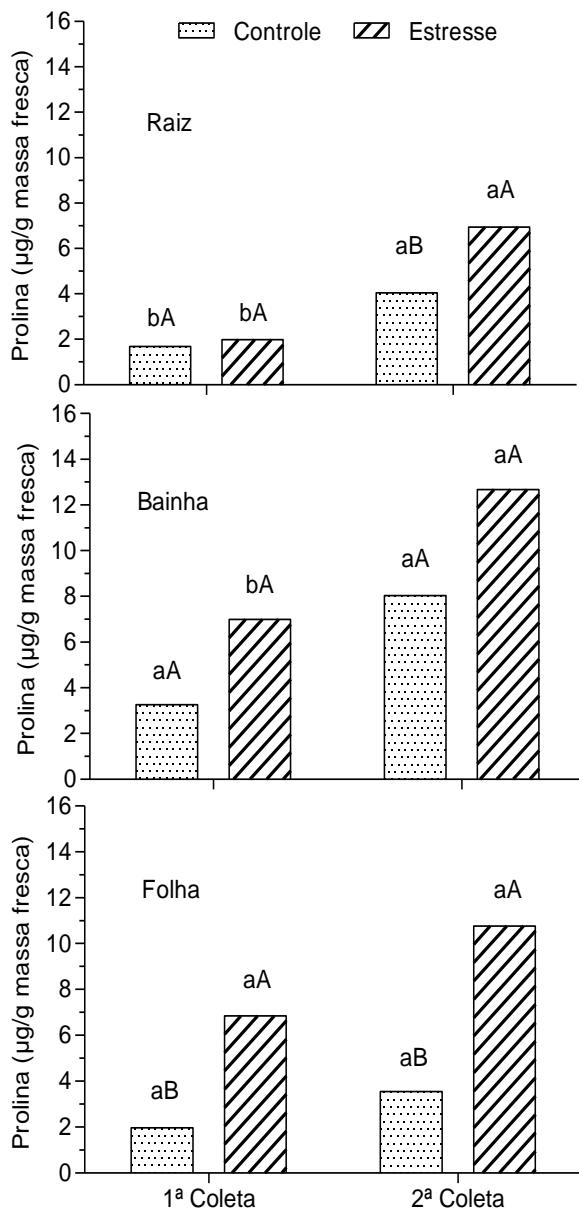 Controle Estresse
16
14
12
10
8
6
4
2
0
Prolina (µg/g massa fresca)
Raiz
bA bA aB aA
16
14
12
10
8
6
4
2
0
Prolina (µg/g massa fresca)
Bainha
aA bA aA aA
16
14
12
10
8
6
4
2
0
Prolina (µg/g massa fresca)
Folha
aB aA aB aA
1ª Coleta 2ª Coleta